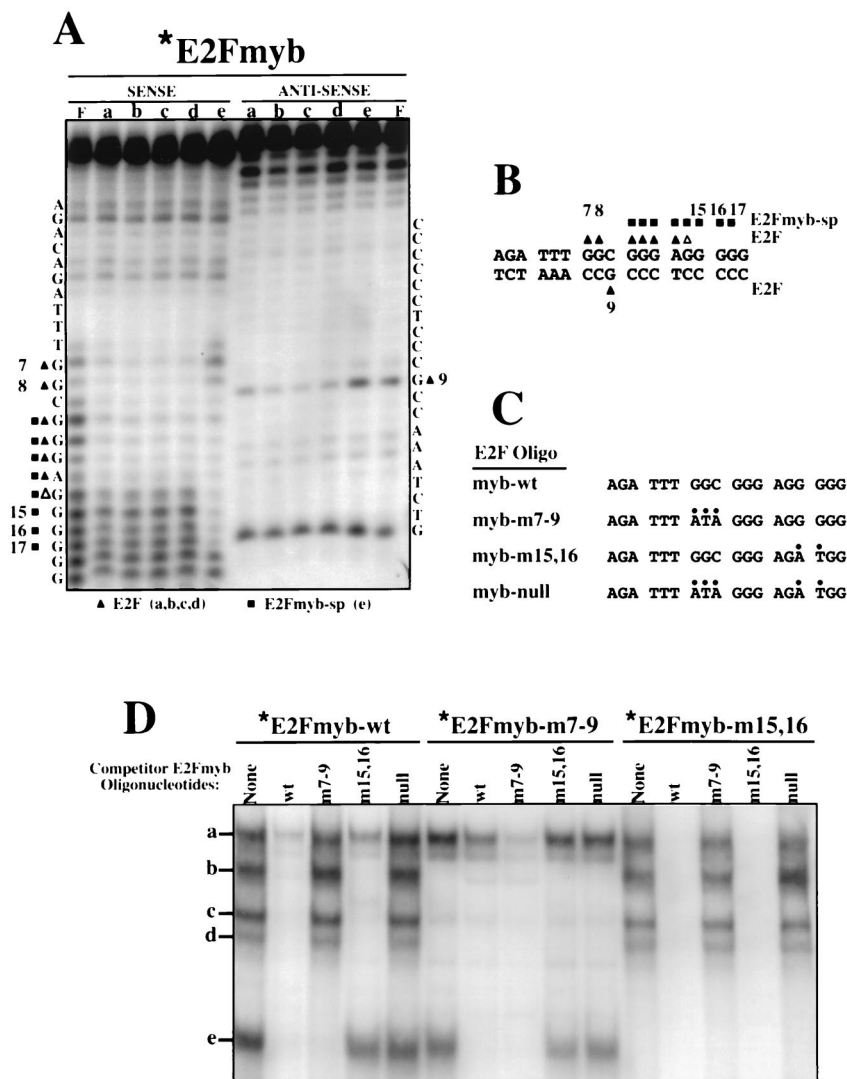 A
*E2Fmyb
SENSE
ANTI-SENSE
F a b c d e
a b c d e F
A
G
A
C
A
G
A
T
T
T
7 ▲G
8 ▲G
C
■▲G
■▲G
■▲G
■▲A
■△G
15 ■ G
16 ■ G
17 ■ G
G
G
C
C
C
C
C
C
T
C
C
C
G▲9
C
C
A
A
A
T
C
T
G
▲ E2F (a,b,c,d) ■ E2Fmyb-sp (e)
B
7 8 15 16 17
■■■ ■■■ ■■ E2Fmyb-sp
▲▲ ▲▲▲ ▲△ E2F
AGA TTT GGC GGG AGG GGG
TCT AAA CCG CCC TCC CCC
▲ E2F
9
C
E2F Oligo
myb-wt AGA TTT GGC GGG AGG GGG
myb-m7-9 AGA TTT ATA GGG AGG GGG
myb-m15,16 AGA TTT GGC GGG AGA TGG
myb-null AGA TTT ATA GGG AGA TGG
D
*E2Fmyb-wt *E2Fmyb-m7-9 *E2Fmyb-m15,16
Competitor E2Fmyb
Oligonucleotides:
None wt m7-9 m15,16 null None wt m7-9 m15,16 null None wt m7-9 m15,16 null
a
b
c
d
e